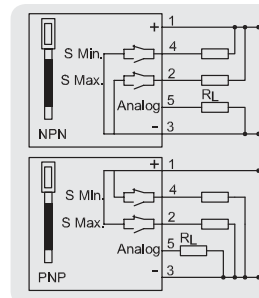 + 1
S Min. 4
S Max. 2
Analog 5 RL
NPN - 3
+ 1
S MIn. 4
S Max. 2
Analog 5 RL
PNP - 3